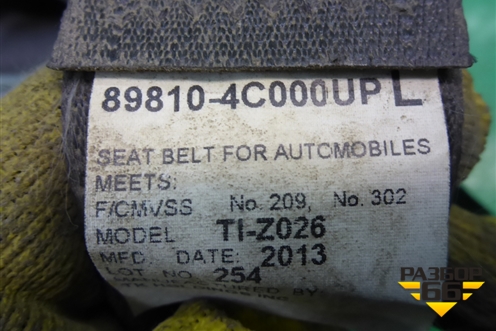 89810-4C000UP L
SEAT BELT FOR AUTOMOBILES
MEETS:
F/CMVSS No. 209, No. 302
MODEL TI-Z026
MFD. DATE: 2013
LOT NO. 254
РАЗБОР
66